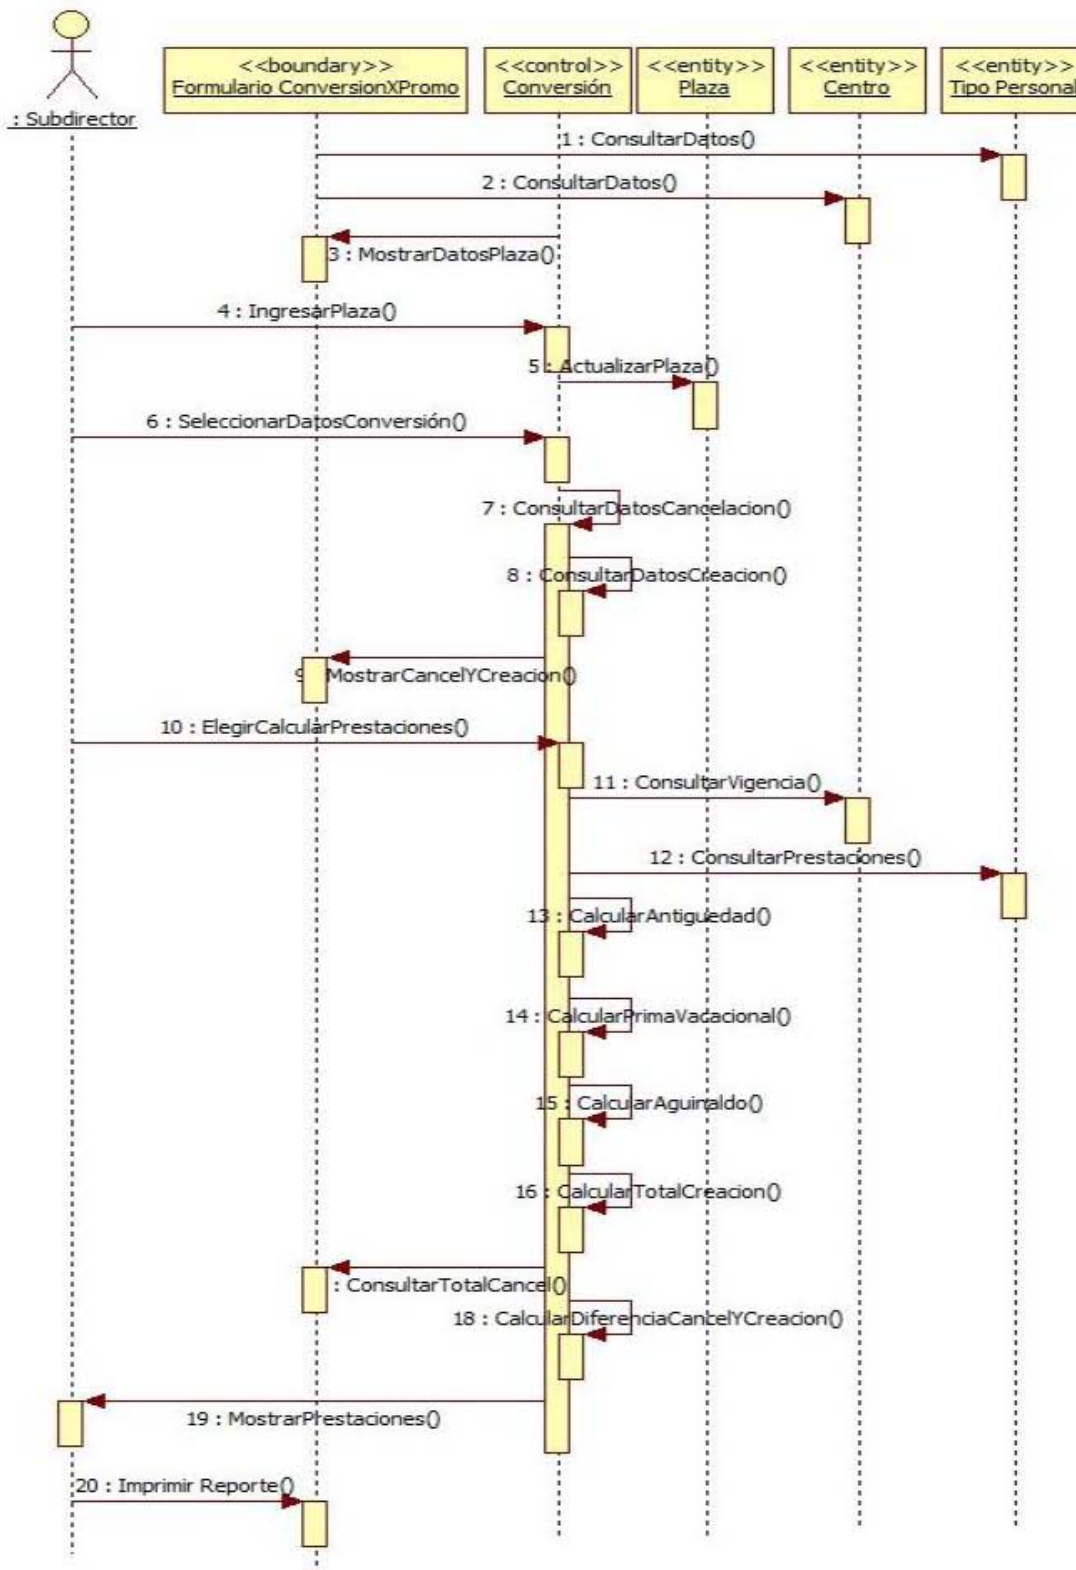 : Subdirector
<<boundary>>
Formulario ConversionXPromo
<<control>>
Conversión
<<entity>>
Plaza
<<entity>>
Centro
<<entity>>
Tipo Personal
1 : ConsultarDatos()
2 : ConsultarDatos()
3 : MostrarDatosPlaza()
4 : IngresarPlaza()
5 : ActualizarPlaza()
6 : SeleccionarDatosConversión()
7 : ConsultarDatosCancelacion()
8 : ConsultarDatosCreacion()
9 MostrarCancelYCreacion()
10 : ElegirCalcularPrestaciones()
11 : ConsultarVigencia()
12 : ConsultarPrestaciones()
13 : CalcularAntiguedad()
14 : CalcularPrimaVacacional()
15 : CalcularAguinaldo()
16 : CalcularTotalCreacion()
: ConsultarTotalCancel()
18 : CalcularDiferenciaCancelYCreacion()
19 : MostrarPrestaciones()
20 : Imprimir Reporte()